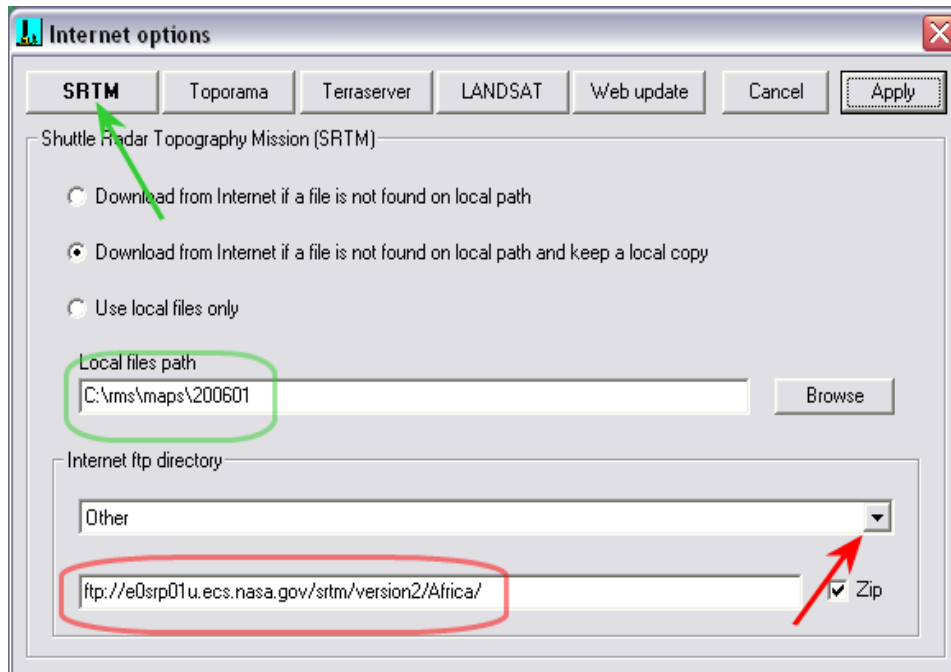 Internet options
SRTM Toporama Terraserver LANDSAT Web update Cancel Apply
Shuttle Radar Topography Mission (SRTM)
Download from Internet if a file is not found on local path
Download from Internet if a file is not found on local path and keep a local copy
Use local files only
Local files path
C:\rms\maps\200601
Browse
Internet ftp directory
Other
ftp://e0srp01u.ecs.nasa.gov/srtm/version2/Africa/
Zip